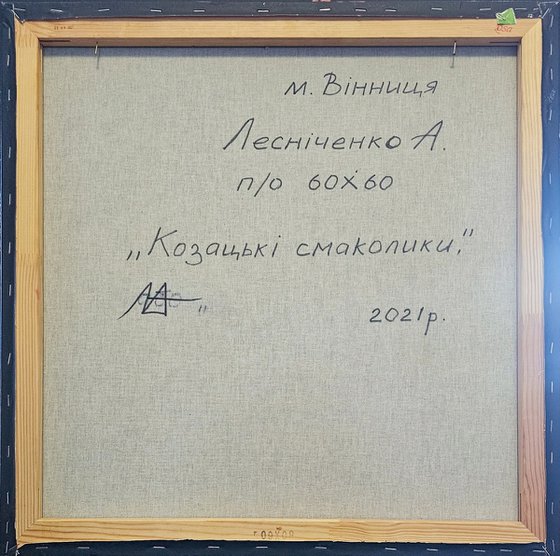 м. Вінниця
Лесніченко А.
п/о 60х60
„Козацькі смаколики."
2021р.